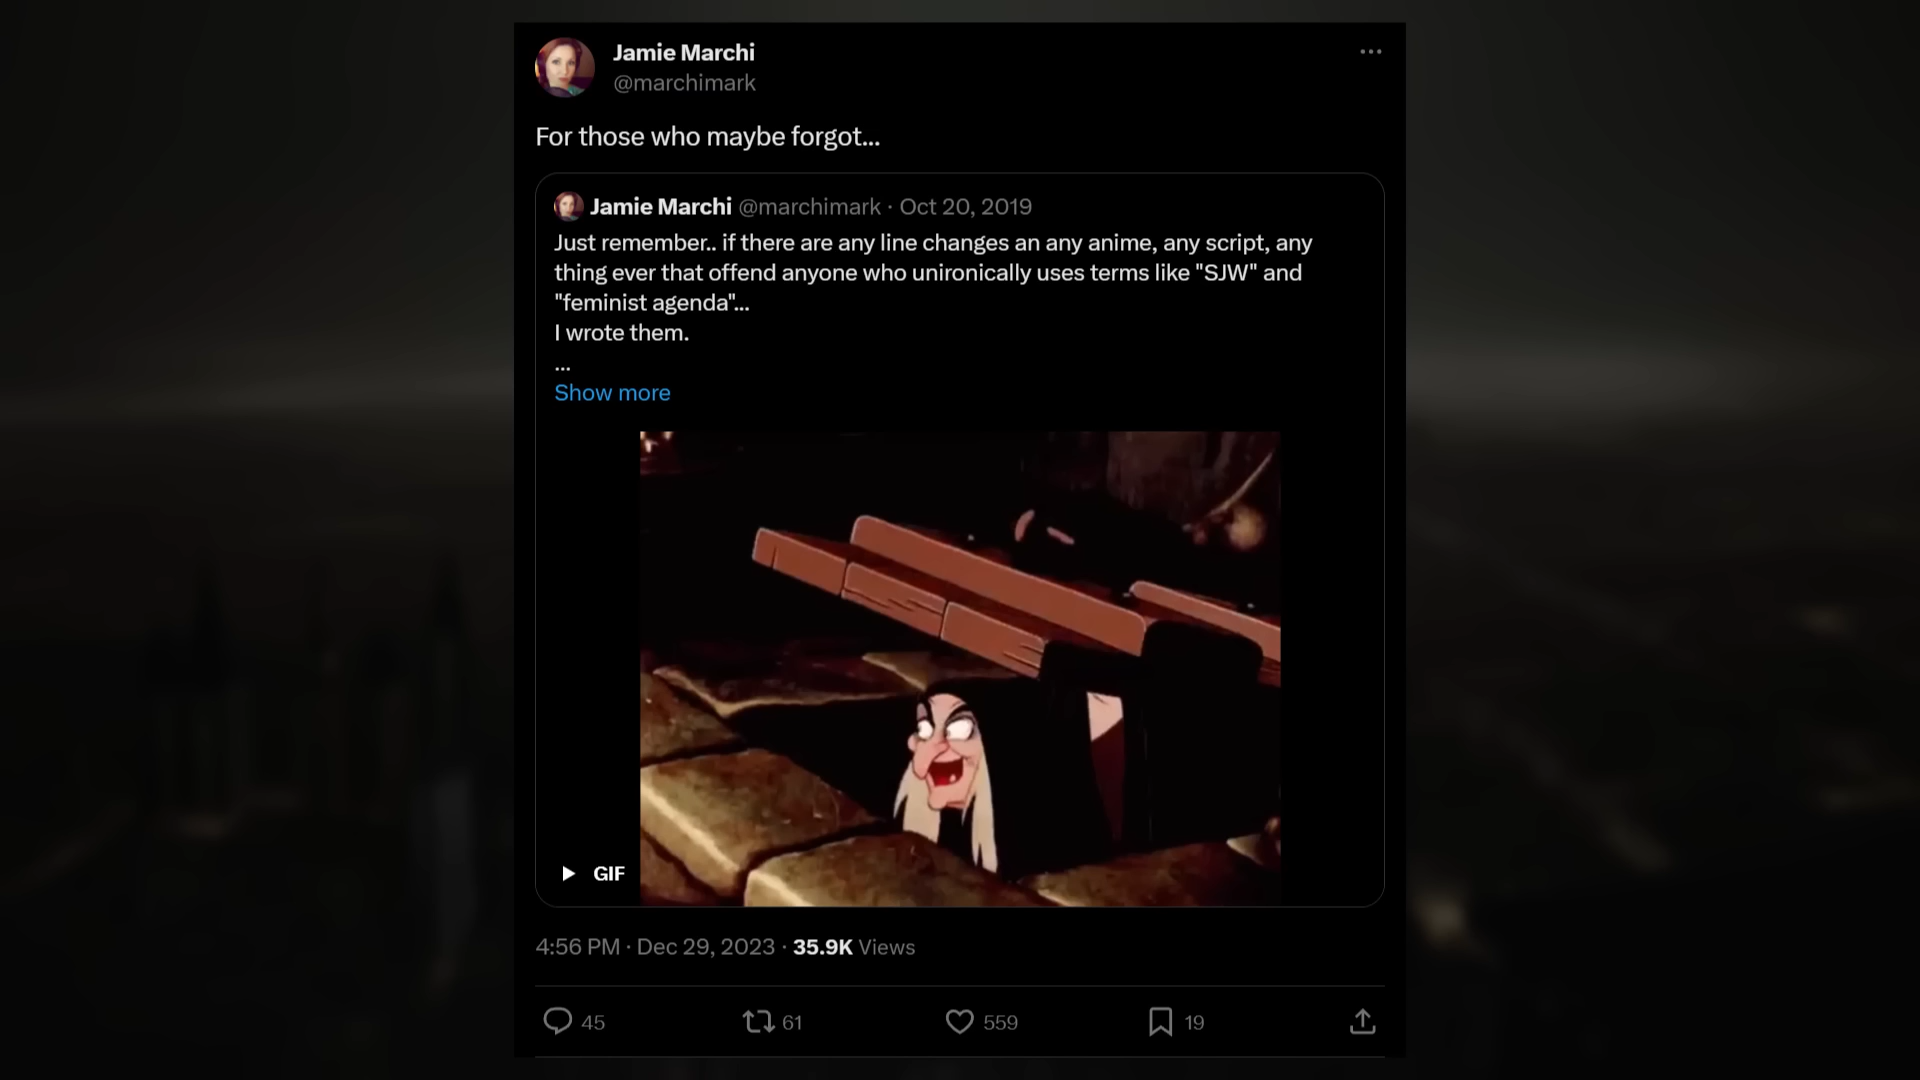 Jamie Marchi
@marchimark
For those who maybe forgot...
Jamie Marchi @marchimark · Oct 20, 2019
Just remember.. if there are any line changes an any anime, any script, any
thing ever that offend anyone who unironically uses terms like "SJW" and
"feminist agenda"...
I wrote them.
...
Show more
GIF
4:56 PM · Dec 29, 2023 · 35.9K Views
45 61 559 19